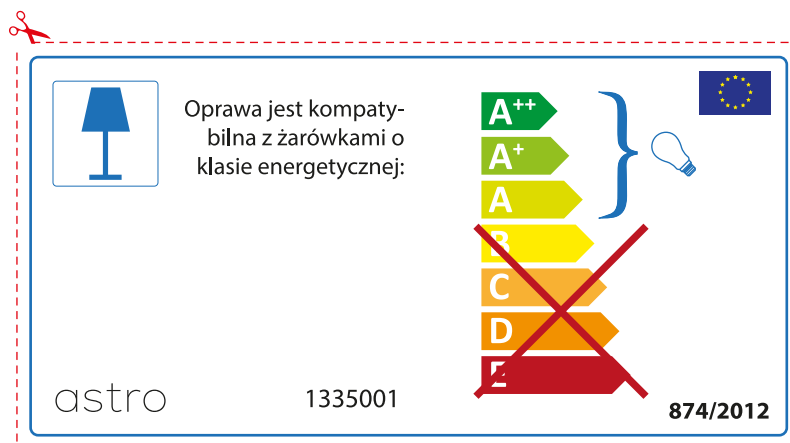 Oprawa jest kompaty-
bilna z żarówkami o
klasie energetycznej:
A++
A+
A
B
C
D
E
astro
1335001
874/2012